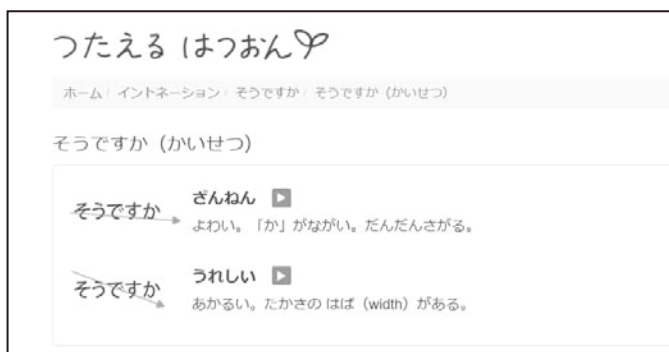 つたえる はつおん
ホーム / イントネーション / そうですか / そうですか（かいせつ）
そうですか（かいせつ）
ざんねん
そうですか
よわい。「か」がながい。だんだんさがる。
うれしい
そうですか
あかるい。たかさの はば（width）がある。